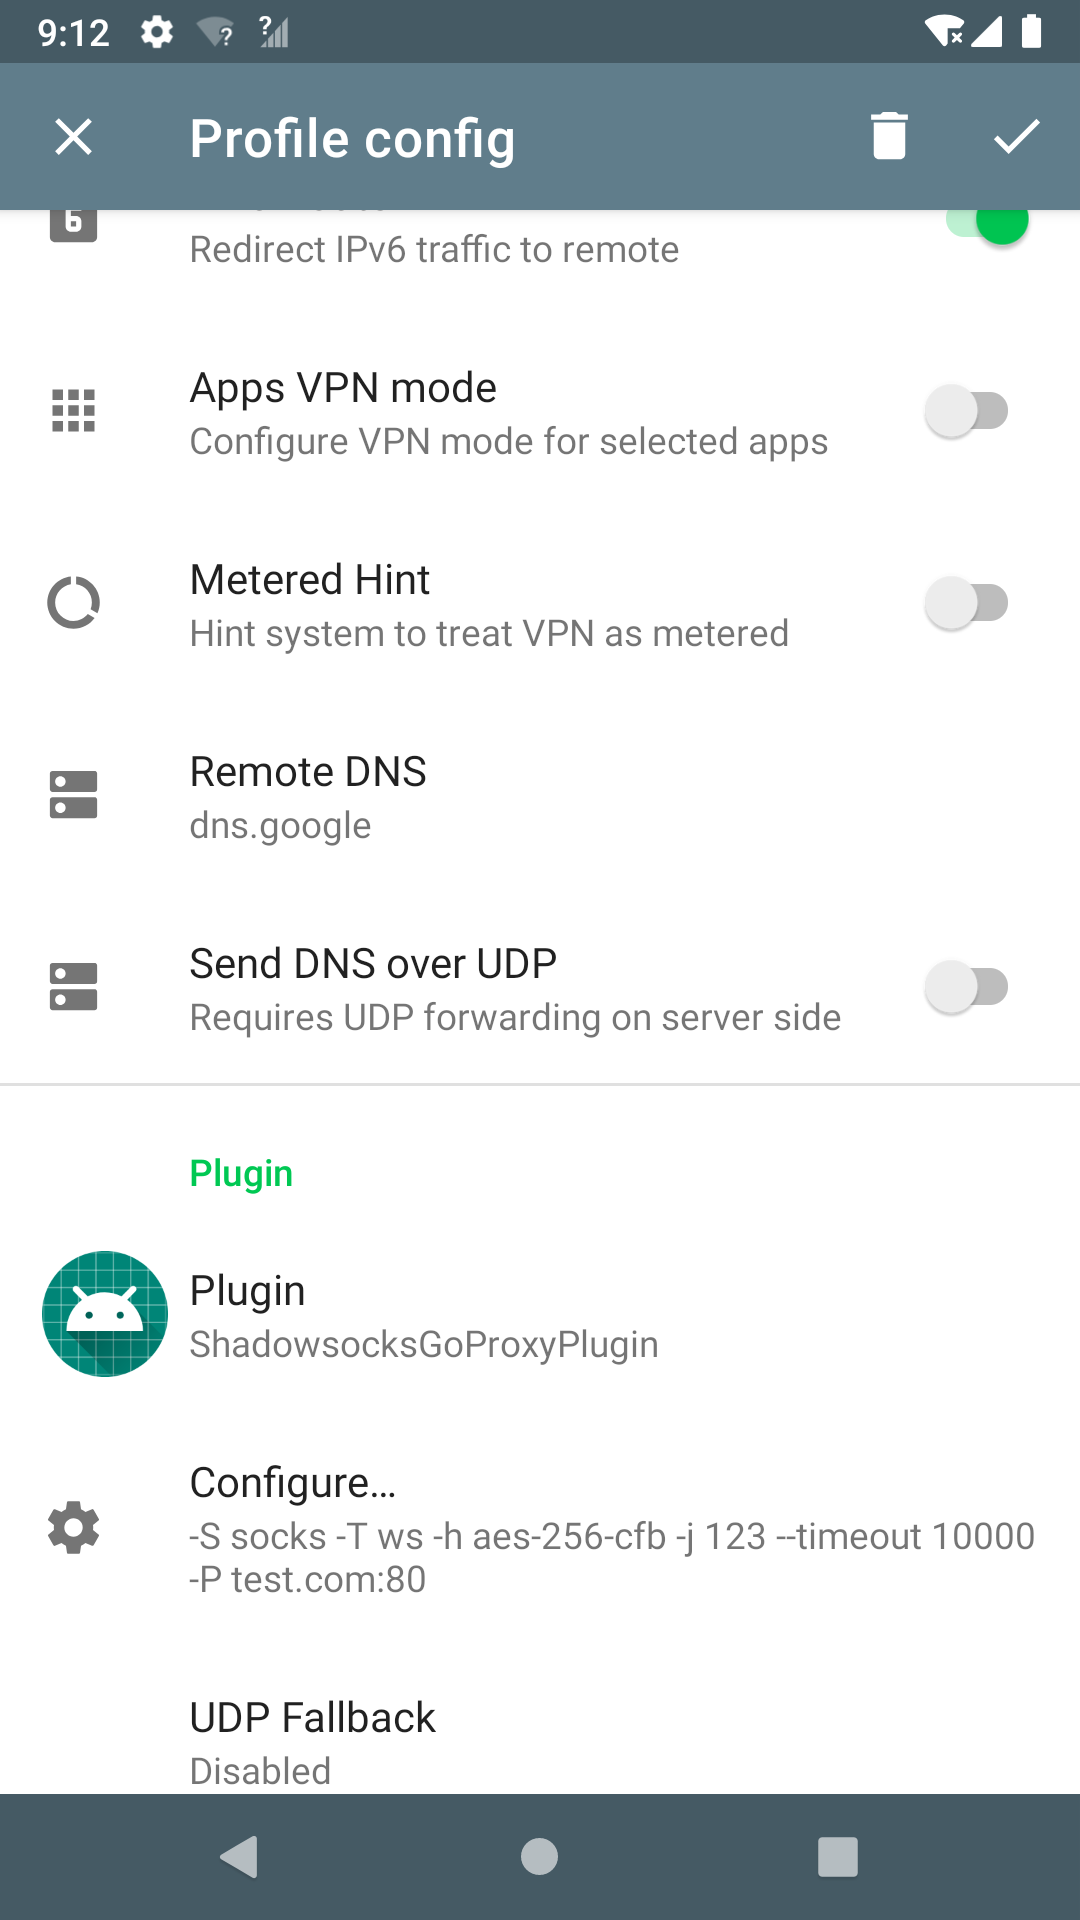 9:12
Profile config
Redirect IPv6 traffic to remote
Apps VPN mode
Configure VPN mode for selected apps
Metered Hint
Hint system to treat VPN as metered
Remote DNS
dns.google
Send DNS over UDP
Requires UDP forwarding on server side
Plugin
Plugin
ShadowsocksGoProxyPlugin
Configure…
-S socks -T ws -h aes-256-cfb -j 123 --timeout 10000
-P test.com:80
UDP Fallback
Disabled